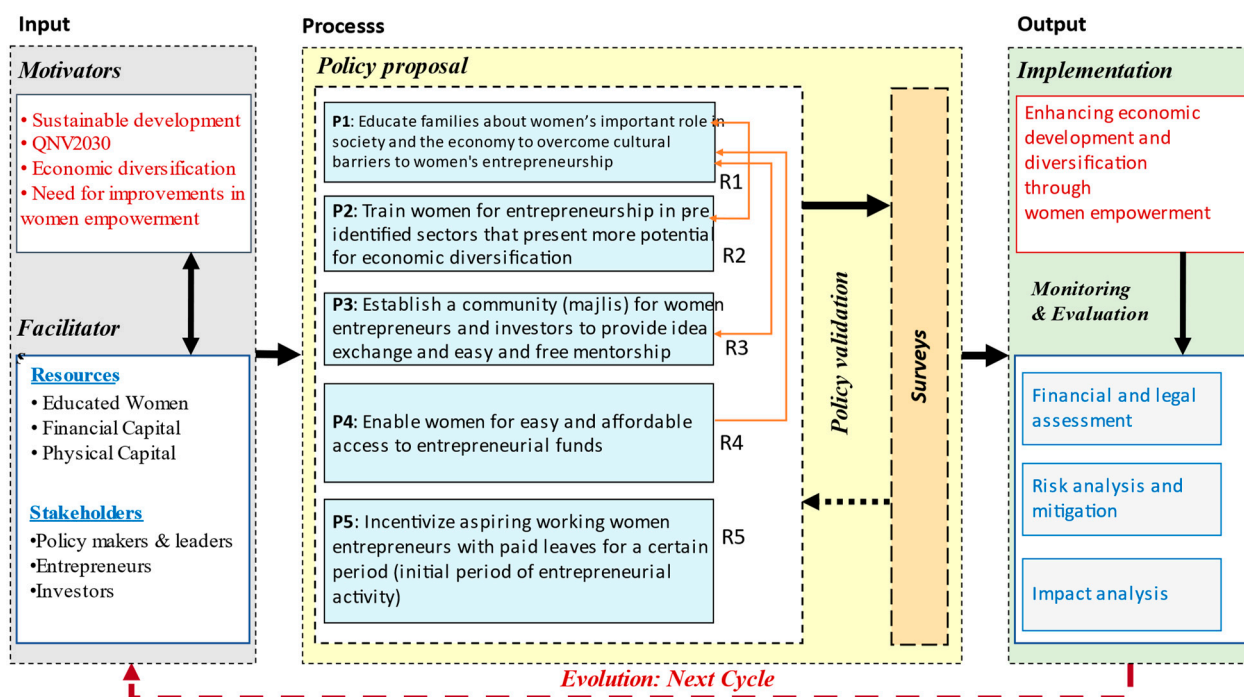 Input
Motivators
• Sustainable development
• QNV2030
• Economic diversification
• Need for improvements in
women empowerment
Facilitator
s
Resources
• Educated Women
• Financial Capital
• Physical Capital
Stakeholders
•Policy makers & leaders
•Entrepreneurs
•Investors
Processs
Policy proposal
P1: Educate families about women’s important role in
society and the economy to overcome cultural
barriers to women's entrepreneurship
R1
P2: Train women for entrepreneurship in pre
identified sectors that present more potential
for economic diversification
R2
P3: Establish a community (majlis) for women
entrepreneurs and investors to provide idea
exchange and easy and free mentorship
R3
P4: Enable women for easy and affordable
access to entrepreneurial funds
R4
P5: Incentivize aspiring working women
entrepreneurs with paid leaves for a certain
period (initial period of entrepreneurial
activity)
R5
Policy validation
Surveys
Output
Implementation
Enhancing economic
development and
diversification
through
women empowerment
Monitoring
& Evaluation
Financial and legal
assessment
Risk analysis and
mitigation
Impact analysis
Evolution: Next Cycle